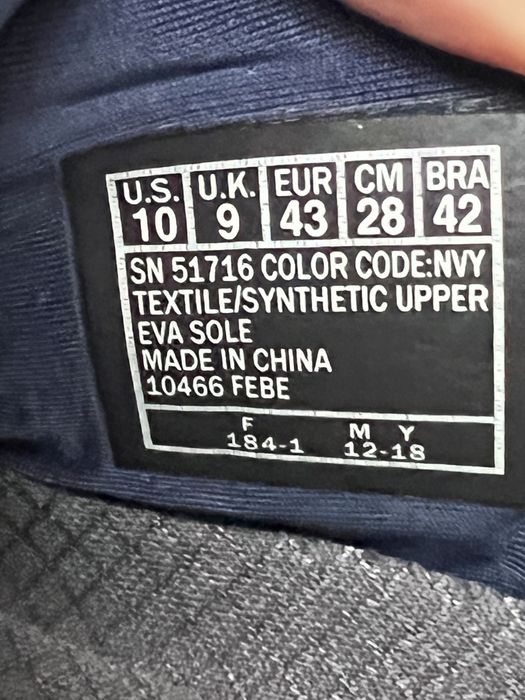 U.S. U.K. EUR CM BRA
10 9 43 28 42
SN 51716 COLOR CODE:NVY
TEXTILE/SYNTHETIC UPPER
EVA SOLE
MADE IN CHINA
10466 FEBE
F M Y
184-1 12-18